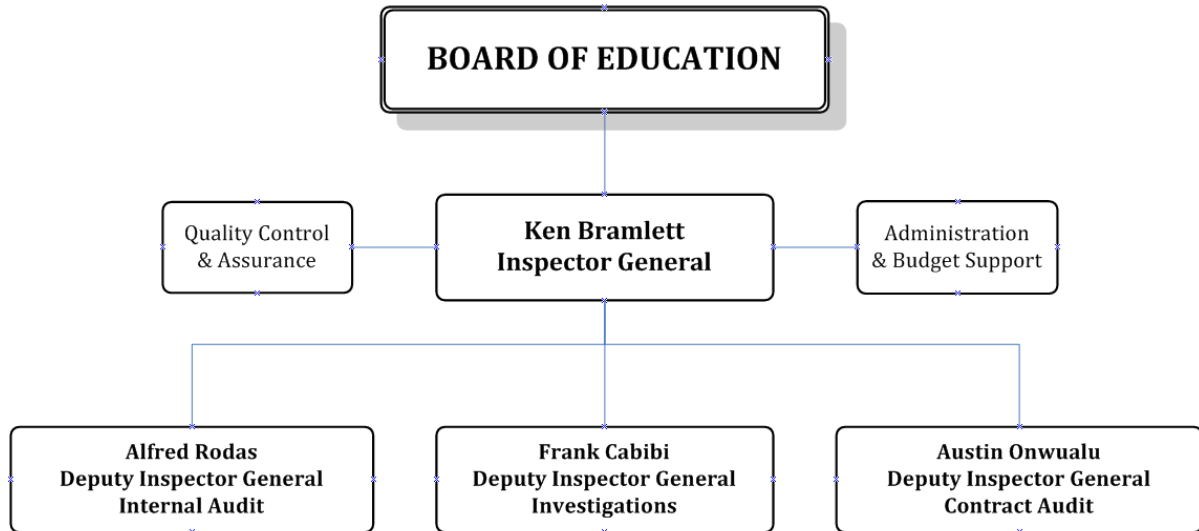 BOARD OF EDUCATION
Quality Control
& Assurance
Ken Bramlett
Inspector General
Administration
& Budget Support
Alfred Rodas
Deputy Inspector General
Internal Audit
Frank Cabibi
Deputy Inspector General
Investigations
Austin Onwualu
Deputy Inspector General
Contract Audit